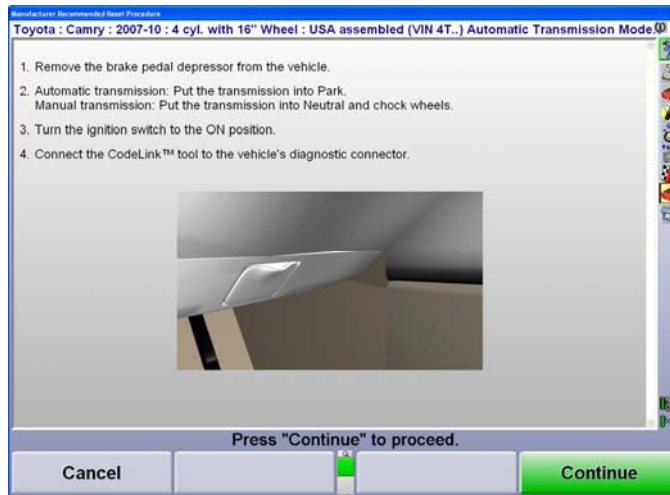 Manufacturer Recommended Reset Procedure
Toyota : Camry : 2007-10 : 4 cyl. with 16" Wheel : USA assembled (VIN 4T..) Automatic Transmission Mode
1. Remove the brake pedal depressor from the vehicle.
2. Automatic transmission: Put the transmission into Park.
Manual transmission: Put the transmission into Neutral and chock wheels.
3. Turn the ignition switch to the ON position.
4. Connect the CodeLink™ tool to the vehicle's diagnostic connector.
Press "Continue" to proceed.
Cancel
Continue